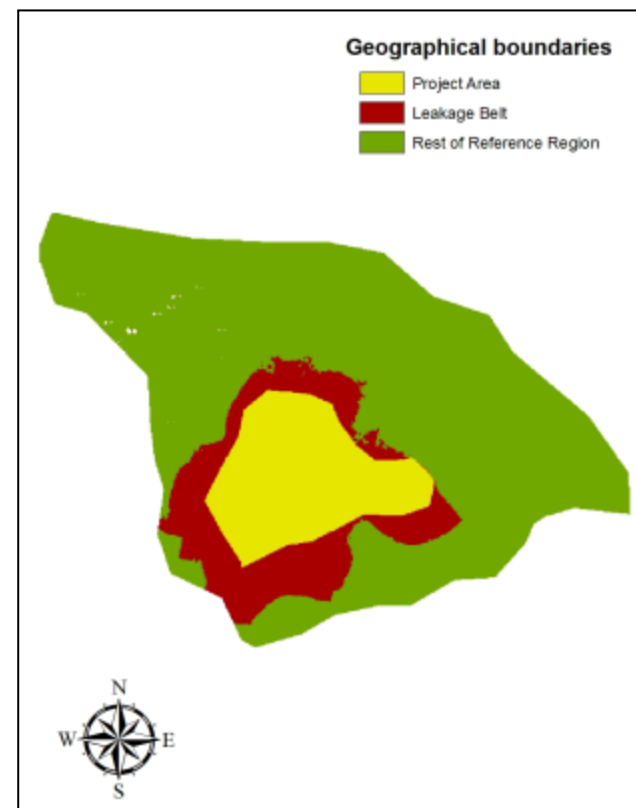 Geographical boundaries
Project Area
Leakage Belt
Rest of Reference Region
N
W E
S